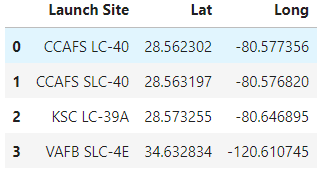 Launch Site Lat Long
0 CCAFS LC-40 28.562302 -80.577356
1 CCAFS SLC-40 28.563197 -80.576820
2 KSC LC-39A 28.573255 -80.646895
3 VAFB SLC-4E 34.632834 -120.610745